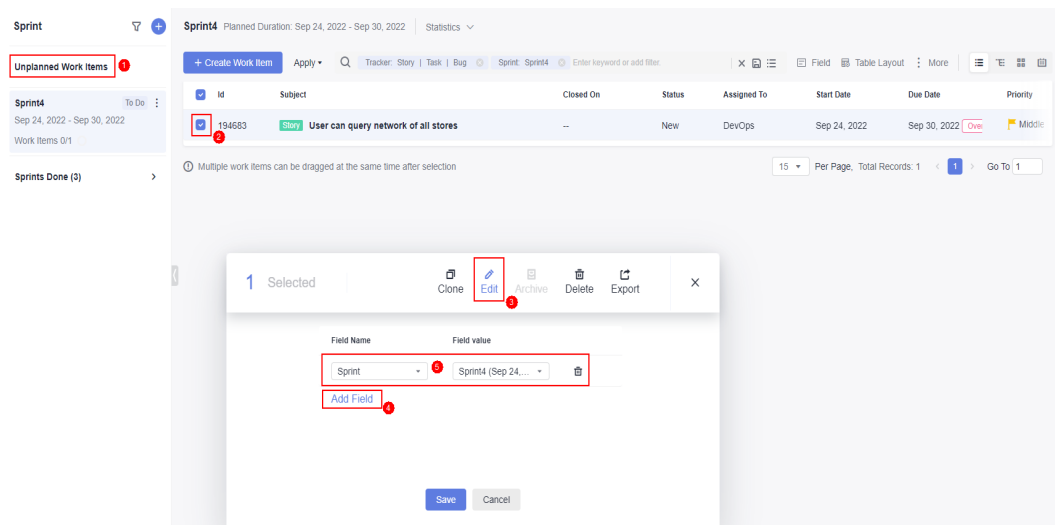 Sprint
Sprint4 Planned Duration: Sep 24, 2022 - Sep 30, 2022 Statistics
Unplanned Work Items 1
+ Create Work Item Apply Tracker: Story | Task | Bug Sprint: Sprint4 Enter keyword or add filter. Field Table Layout More
Id Subject Closed On Status Assigned To Start Date Due Date Priority
Sprint4 To Do
Sep 24, 2022 - Sep 30, 2022
Work Items 0/1
194683 Story User can query network of all stores -- New DevOps Sep 24, 2022 Sep 30, 2022 Middle
2
Multiple work items can be dragged at the same time after selection 15 Per Page, Total Records: 1 < 1 > Go To 1
Sprints Done (3) >
1 Selected
Clone Edit Archive Delete Export
3
Field Name Field value
Sprint 5 Sprint4 (Sep 24,...
Add Field 4
Save Cancel